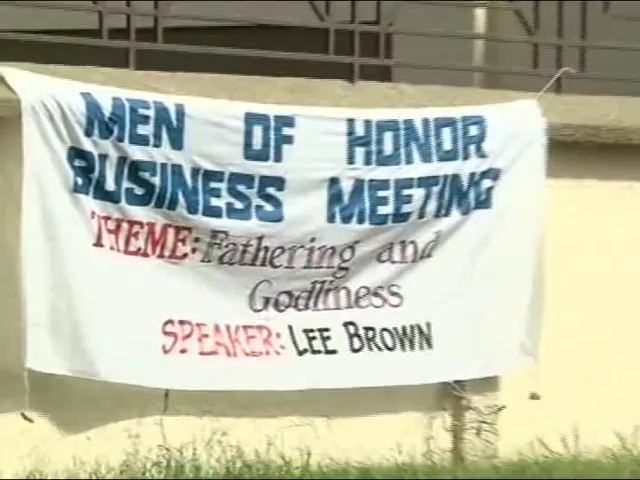 MEN OF HONOR
BUSINESS MEETING
THEME: Fathering and
Godliness
SPEAKER: LEE BROWN